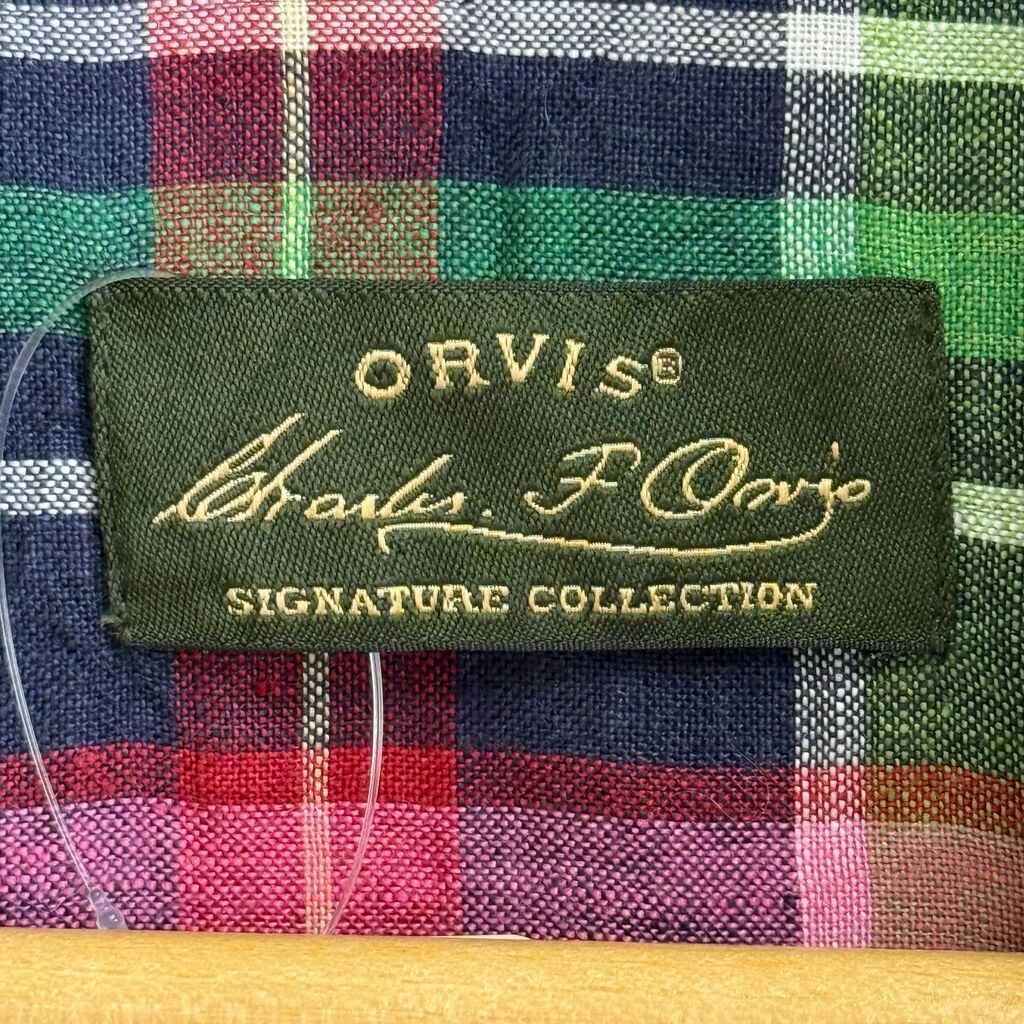 ORVIS®
Charles. F Orvis
SIGNATURE COLLECTION